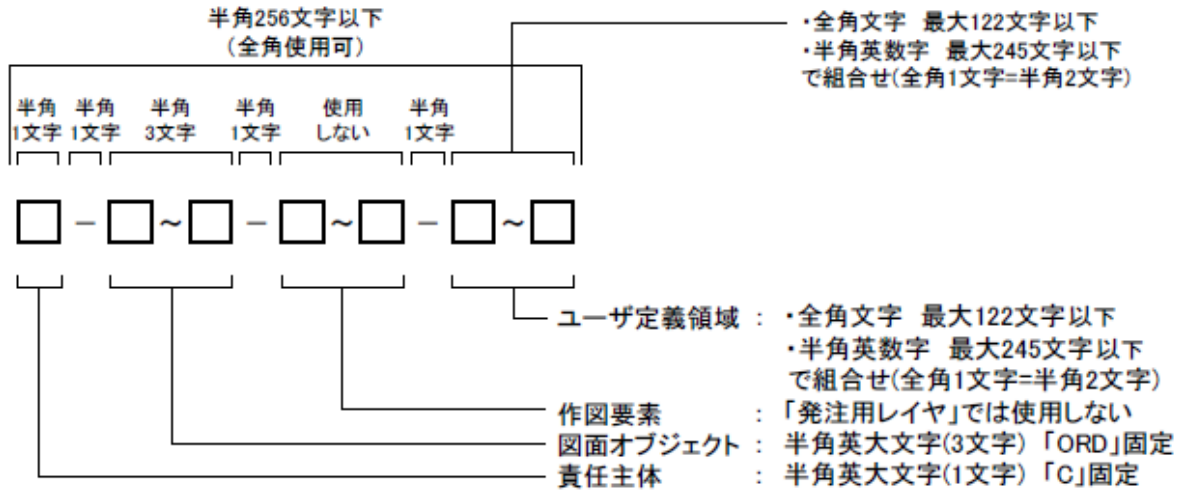 半角256文字以下
（全角使用可）
・全角文字 最大122文字以下
・半角英数字 最大245文字以下
で組合せ(全角1文字=半角2文字)
半角 半角 半角 半角 使用 半角
1文字 1文字 3文字 1文字 しない 1文字
□－□～□－□～□－□～□
ユーザ定義領域 ： ・全角文字 最大122文字以下
・半角英数字 最大245文字以下
で組合せ(全角1文字=半角2文字)
作図要素 ： 「発注用レイヤ」では使用しない
図面オブジェクト ： 半角英大文字(3文字) 「ORD」固定
責任主体 ： 半角英大文字(1文字) 「C」固定